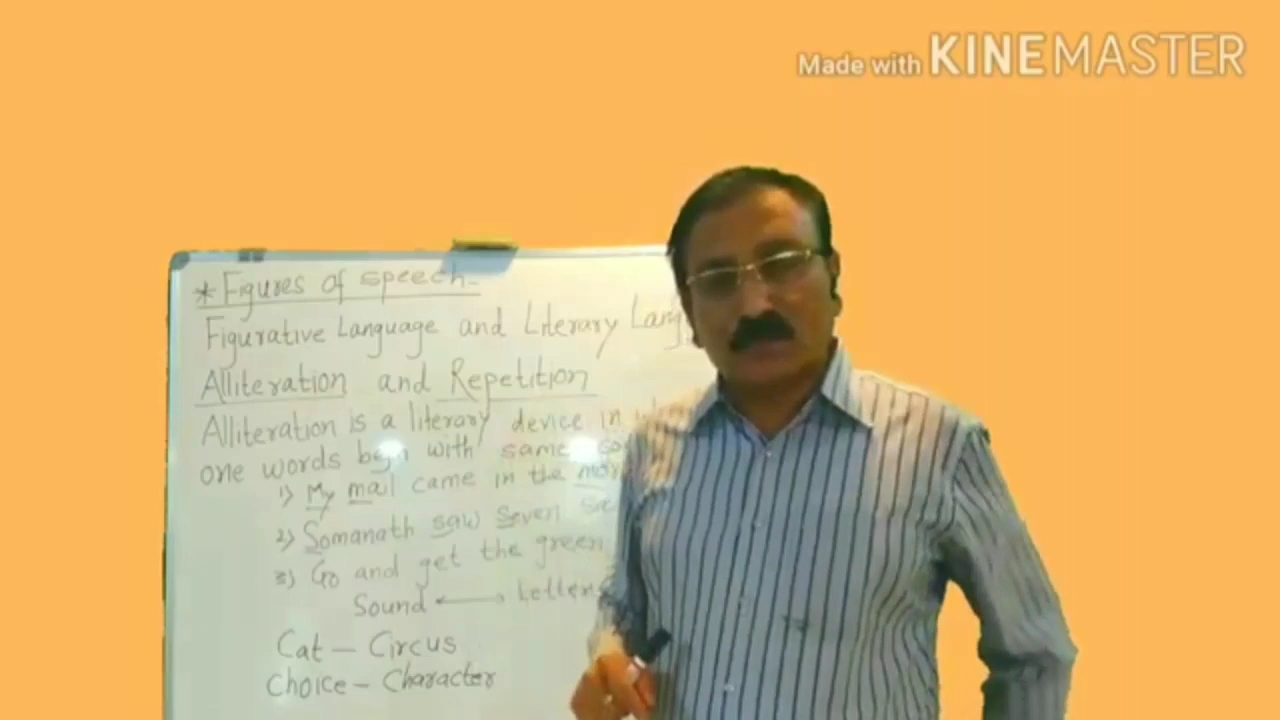 Made with KINEMASTER
* Figures of speech-
Figurative Language and Literary Lang
Alliteration and Repetition
Alliteration is a literary device in
one words begin with same
1) My mail came in the
2) Somanath saw Seven
3) Go and get the green
Sound ⟷ Letters
Cat – Circus
Choice – Character